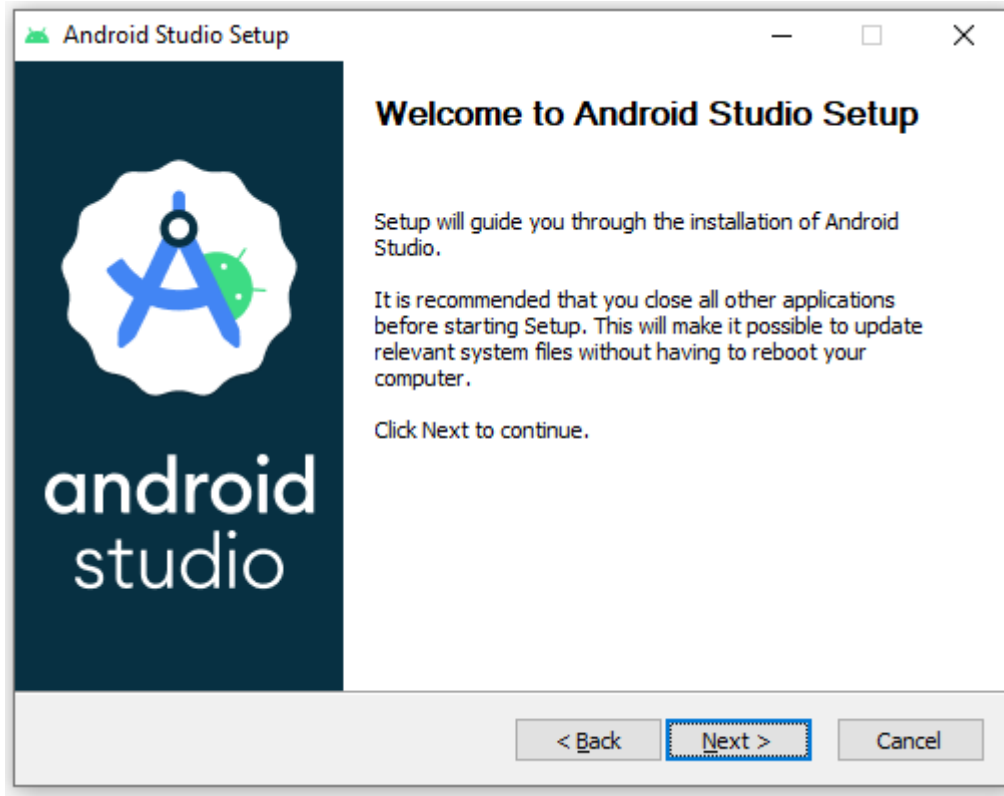 Android Studio Setup
Welcome to Android Studio Setup
Setup will guide you through the installation of Android
Studio.
It is recommended that you close all other applications
before starting Setup. This will make it possible to update
relevant system files without having to reboot your
computer.
Click Next to continue.
android
studio
< Back
Next >
Cancel